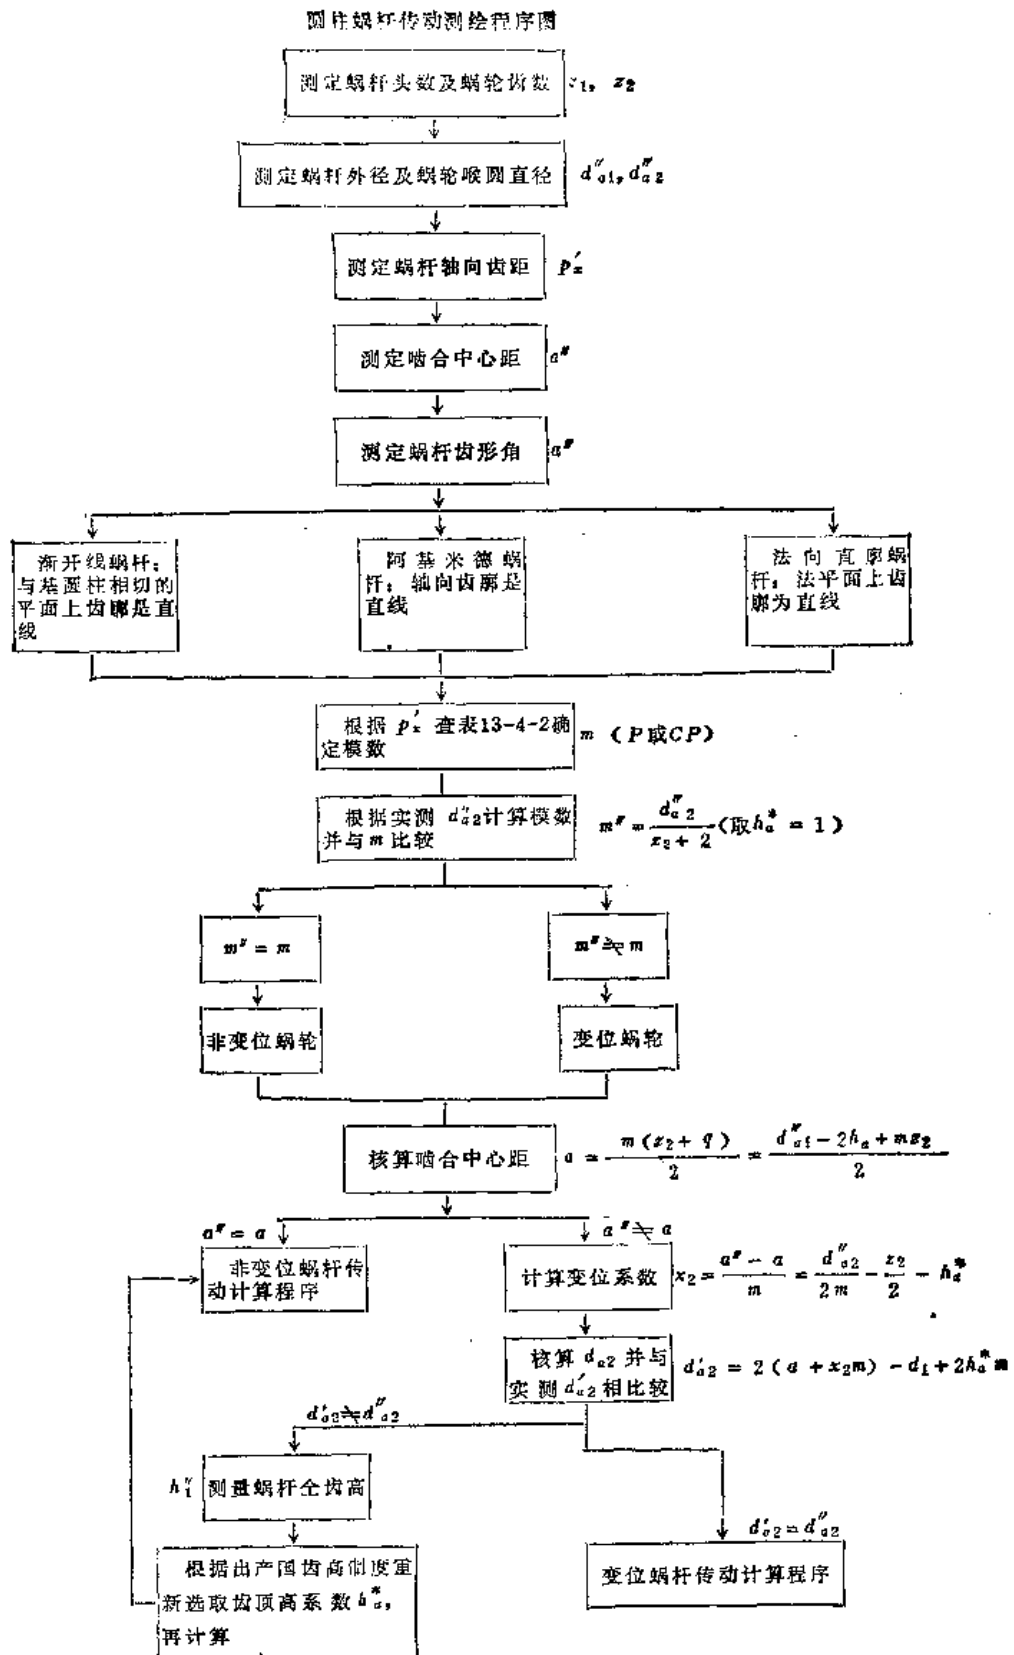 圆柱蜗杆传动测绘程序图
测定蜗杆头数及蜗轮齿数 z₁, z₂
测定蜗杆外径及蜗轮喉圆直径 d″ₐ₁, d″ₐ₂
测定蜗杆轴向齿距 p′ₓ
测定啮合中心距 a″
测定蜗杆齿形角 α″
渐开线蜗杆:
与基圆柱相切的
平面上齿廓是直
线
阿基米德蜗
杆: 轴向齿廓是
直线
法向直廓蜗
杆: 法平面上齿
廓为直线
根据 p′ₓ 查表13-4-2确
定模数
m (P或CP)
根据实测 d″ₐ₂计算模数
并与m比较
m″ = d″ₐ₂ / (z₂ + 2) (取hₐ* = 1)
m″ = m
m″ ≠ m
非变位蜗轮
变位蜗轮
核算啮合中心距 a = m(z₂ + q) / 2 = (d″ₐ₁ - 2hₐ + mz₂) / 2
a″ = a
a″ ≠ a
非变位蜗杆传
动计算程序
计算变位系数 x₂ = (a″ - a) / m = d″ₐ₂ / 2m - z₂ / 2 - hₐ*
核算 dₐ₂ 并与
实测 d′ₐ₂ 相比较
d′ₐ₂ = 2(a + x₂m) - d₁ + 2hₐ*m
d′ₐ₂ ≠ d″ₐ₂
h″₁ 测量蜗杆全齿高
d′ₐ₂ = d″ₐ₂
变位蜗杆传动计算程序
根据出产国齿高制度重
新选取齿顶高系数hₐ*,
再计算